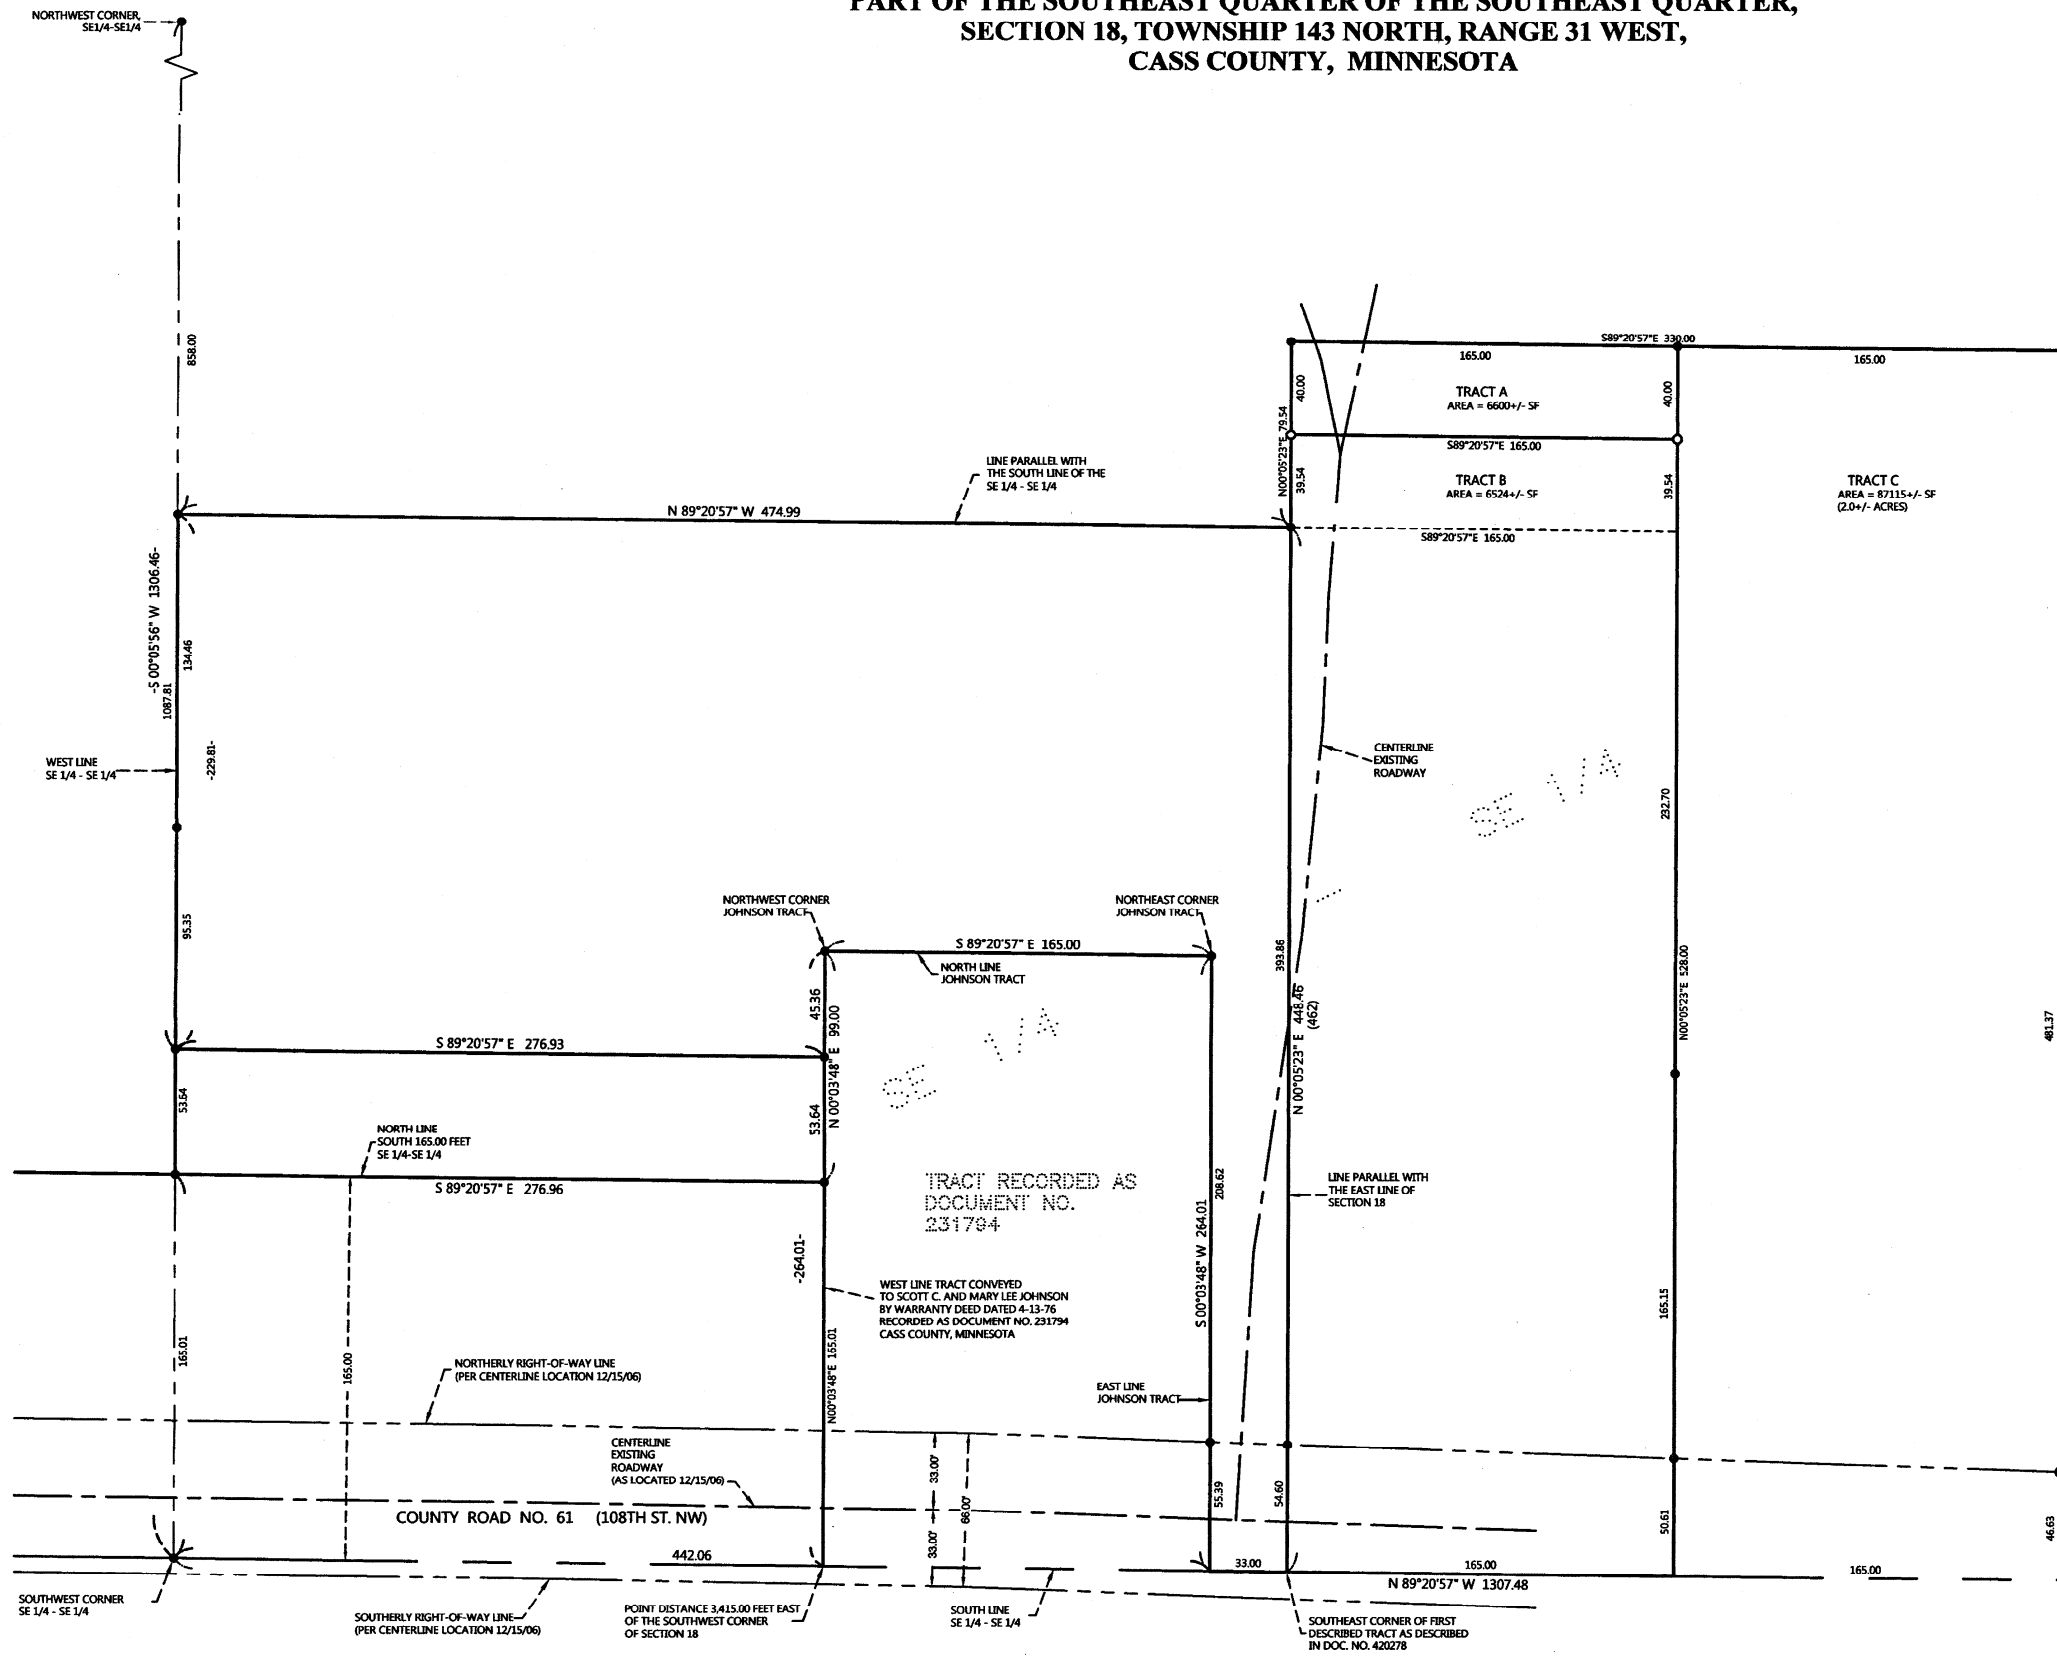 PART OF THE SOUTHEAST QUARTER OF THE SOUTHEAST QUARTER,
SECTION 18, TOWNSHIP 143 NORTH, RANGE 31 WEST,
CASS COUNTY, MINNESOTA
NORTHWEST CORNER,
SE1/4-SE1/4
858.00
S89°20'57"E 330.00
165.00
165.00
40.00
40.00
TRACT A
AREA = 6600+/- SF
N00°05'23"E 79.54
S89°20'57"E 165.00
39.54
39.54
TRACT B
AREA = 6524+/- SF
TRACT C
AREA = 87115+/- SF
(2.0+/- ACRES)
LINE PARALLEL WITH
THE SOUTH LINE OF THE
SE 1/4 - SE 1/4
N 89°20'57" W 474.99
S89°20'57"E 165.00
-S 00°05'56" W 1306.46-
134.46
1087.81
-229.81-
WEST LINE
SE 1/4 - SE 1/4
CENTERLINE
EXISTING
ROADWAY
SE 1/4
232.70
95.35
NORTHWEST CORNER
JOHNSON TRACT
NORTHEAST CORNER
JOHNSON TRACT
S 89°20'57" E 165.00
NORTH LINE
JOHNSON TRACT
393.86
N00°05'23"E 528.00
45.36
N 00°03'48" E 99.00
N 00°05'23" E 448.46
(462)
481.37
S 89°20'57" E 276.93
SE 1/4
53.64
53.64
NORTH LINE
SOUTH 165.00 FEET
SE 1/4-SE 1/4
S 89°20'57" E 276.96
TRACT RECORDED AS
DOCUMENT NO.
231794
208.62
S 00°03'48" W 264.01
LINE PARALLEL WITH
THE EAST LINE OF
SECTION 18
-264.01-
WEST LINE TRACT CONVEYED
TO SCOTT C. AND MARY LEE JOHNSON
BY WARRANTY DEED DATED 4-13-76
RECORDED AS DOCUMENT NO. 231794
CASS COUNTY, MINNESOTA
165.15
165.01
165.00
N00°03'48"E 165.01
NORTHERLY RIGHT-OF-WAY LINE
(PER CENTERLINE LOCATION 12/15/06)
EAST LINE
JOHNSON TRACT
CENTERLINE
EXISTING
ROADWAY
(AS LOCATED 12/15/06)
33.00'
66.00'
33.00'
55.39
54.60
50.61
46.63
COUNTY ROAD NO. 61 (108TH ST. NW)
442.06
33.00
165.00
165.00
N 89°20'57" W 1307.48
SOUTHWEST CORNER
SE 1/4 - SE 1/4
SOUTHERLY RIGHT-OF-WAY LINE
(PER CENTERLINE LOCATION 12/15/06)
POINT DISTANCE 3,415.00 FEET EAST
OF THE SOUTHWEST CORNER
OF SECTION 18
SOUTH LINE
SE 1/4 - SE 1/4
SOUTHEAST CORNER OF FIRST
DESCRIBED TRACT AS DESCRIBED
IN DOC. NO. 420278